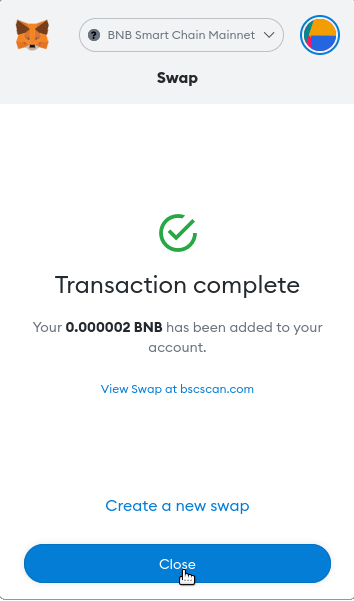 BNB Smart Chain Mainnet
Swap
Transaction complete
Your 0.000002 BNB has been added to your
account.
View Swap at bscscan.com
Create a new swap
Close